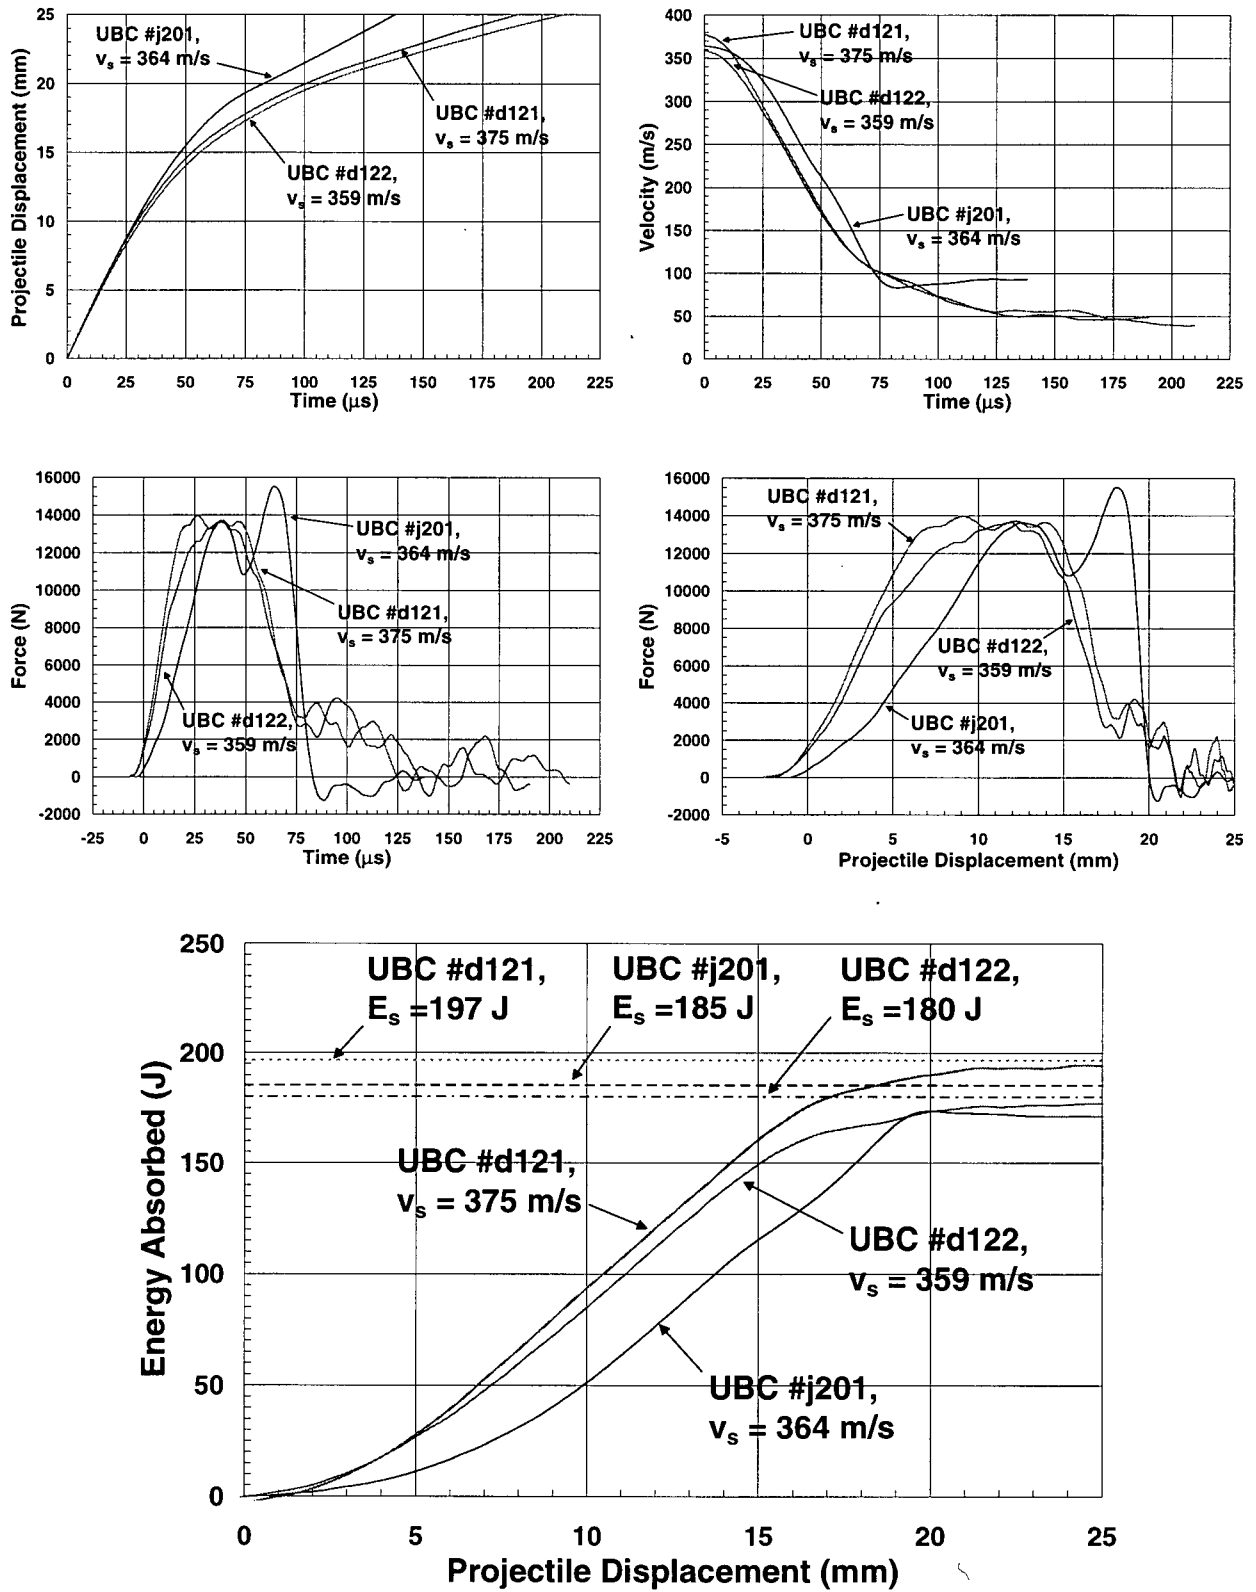 25
20
15
10
5
0
Projectile Displacement (mm)
UBC #j201,
vs = 364 m/s
UBC #d121,
vs = 375 m/s
UBC #d122,
vs = 359 m/s
0 25 50 75 100 125 150 175 200 225
Time (μs)
400
350
300
250
200
150
100
50
0
Velocity (m/s)
UBC #d121,
vs = 375 m/s
UBC #d122,
vs = 359 m/s
UBC #j201,
vs = 364 m/s
0 25 50 75 100 125 150 175 200 225
Time (μs)
16000
14000
12000
10000
8000
6000
4000
2000
0
-2000
Force (N)
UBC #j201,
vs = 364 m/s
UBC #d121,
vs = 375 m/s
UBC #d122,
vs = 359 m/s
-25 0 25 50 75 100 125 150 175 200 225
Time (μs)
16000
14000
12000
10000
8000
6000
4000
2000
0
-2000
Force (N)
UBC #d121,
vs = 375 m/s
UBC #d122,
vs = 359 m/s
UBC #j201,
vs = 364 m/s
-5 0 5 10 15 20 25
Projectile Displacement (mm)
250
200
150
100
50
0
Energy Absorbed (J)
UBC #d121,
Es =197 J
UBC #j201,
Es =185 J
UBC #d122,
Es =180 J
UBC #d121,
vs = 375 m/s
UBC #d122,
vs = 359 m/s
UBC #j201,
vs = 364 m/s
0 5 10 15 20 25
Projectile Displacement (mm)